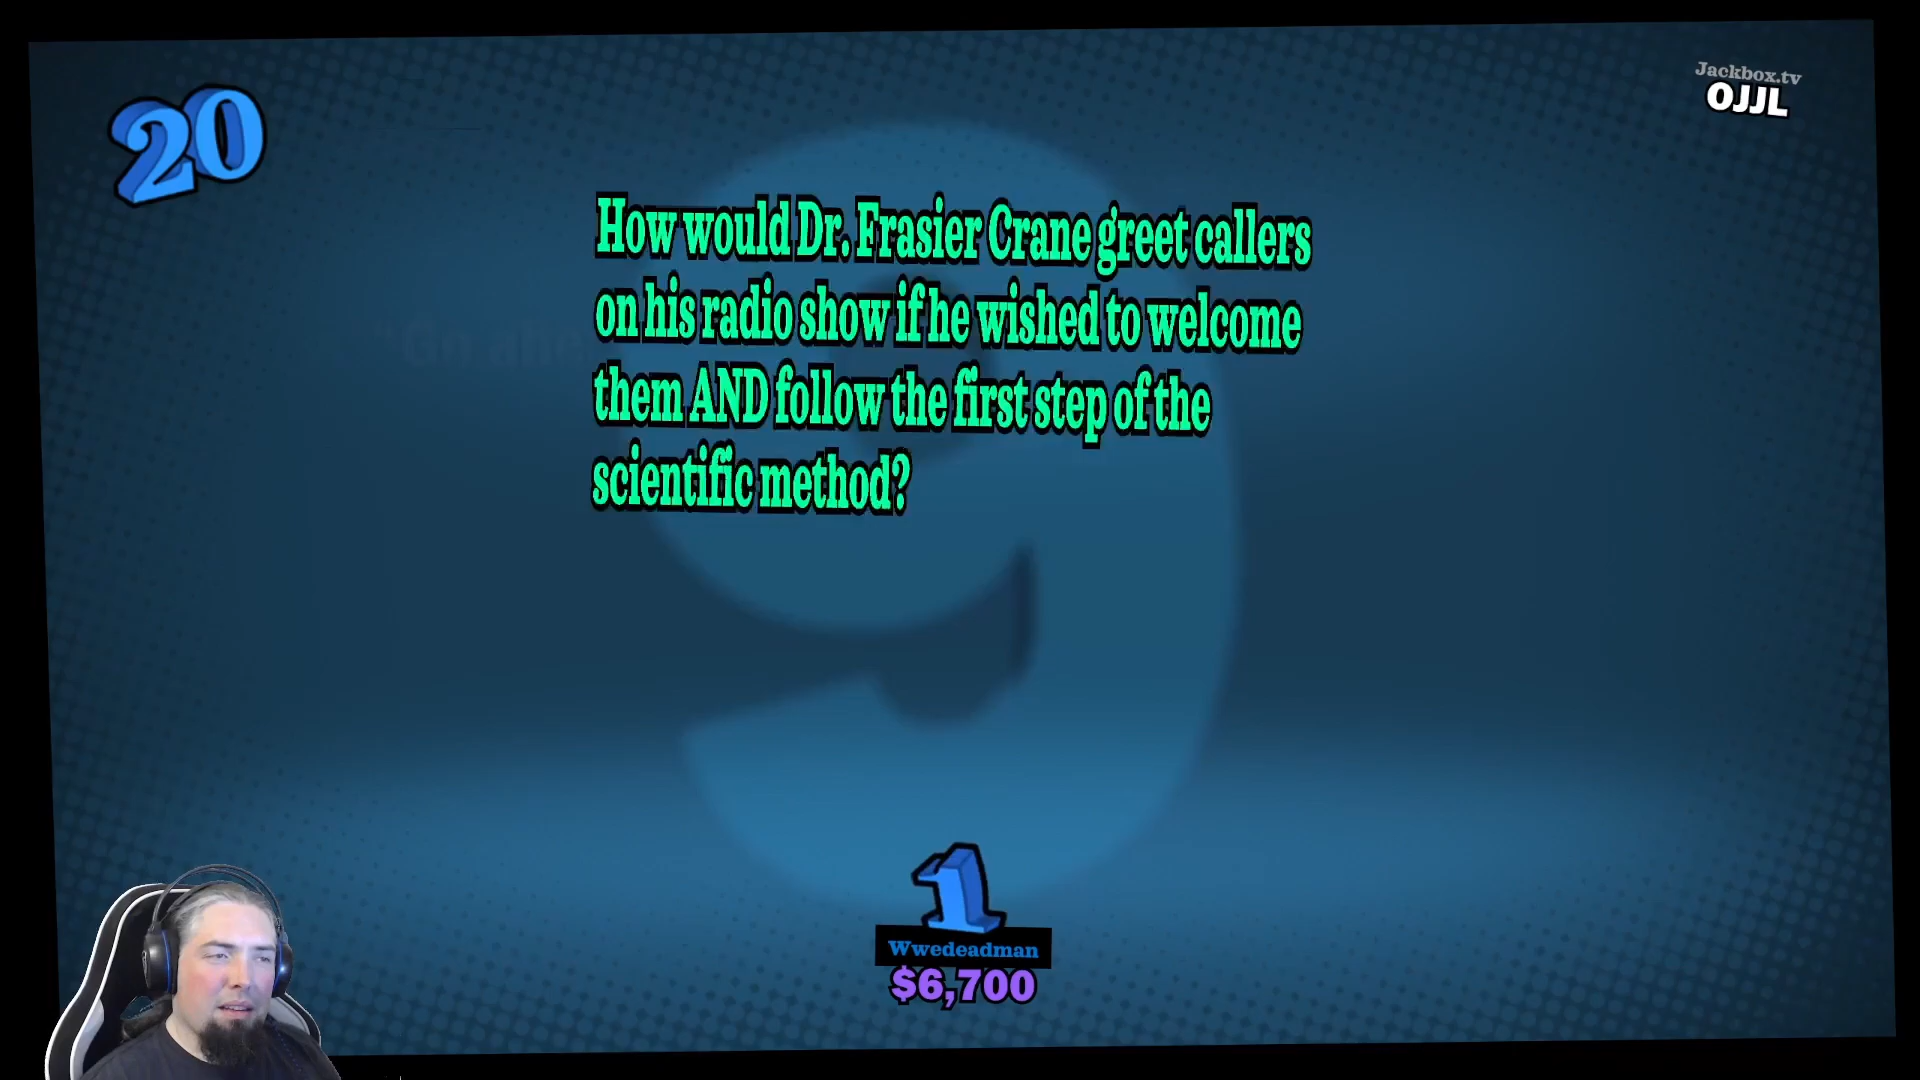 20
Jackbox.tv
OJJL
How would Dr. Frasier Crane greet callers
on his radio show if he wished to welcome
them AND follow the first step of the
scientific method?
9
1
Wwedeadman
$6,700